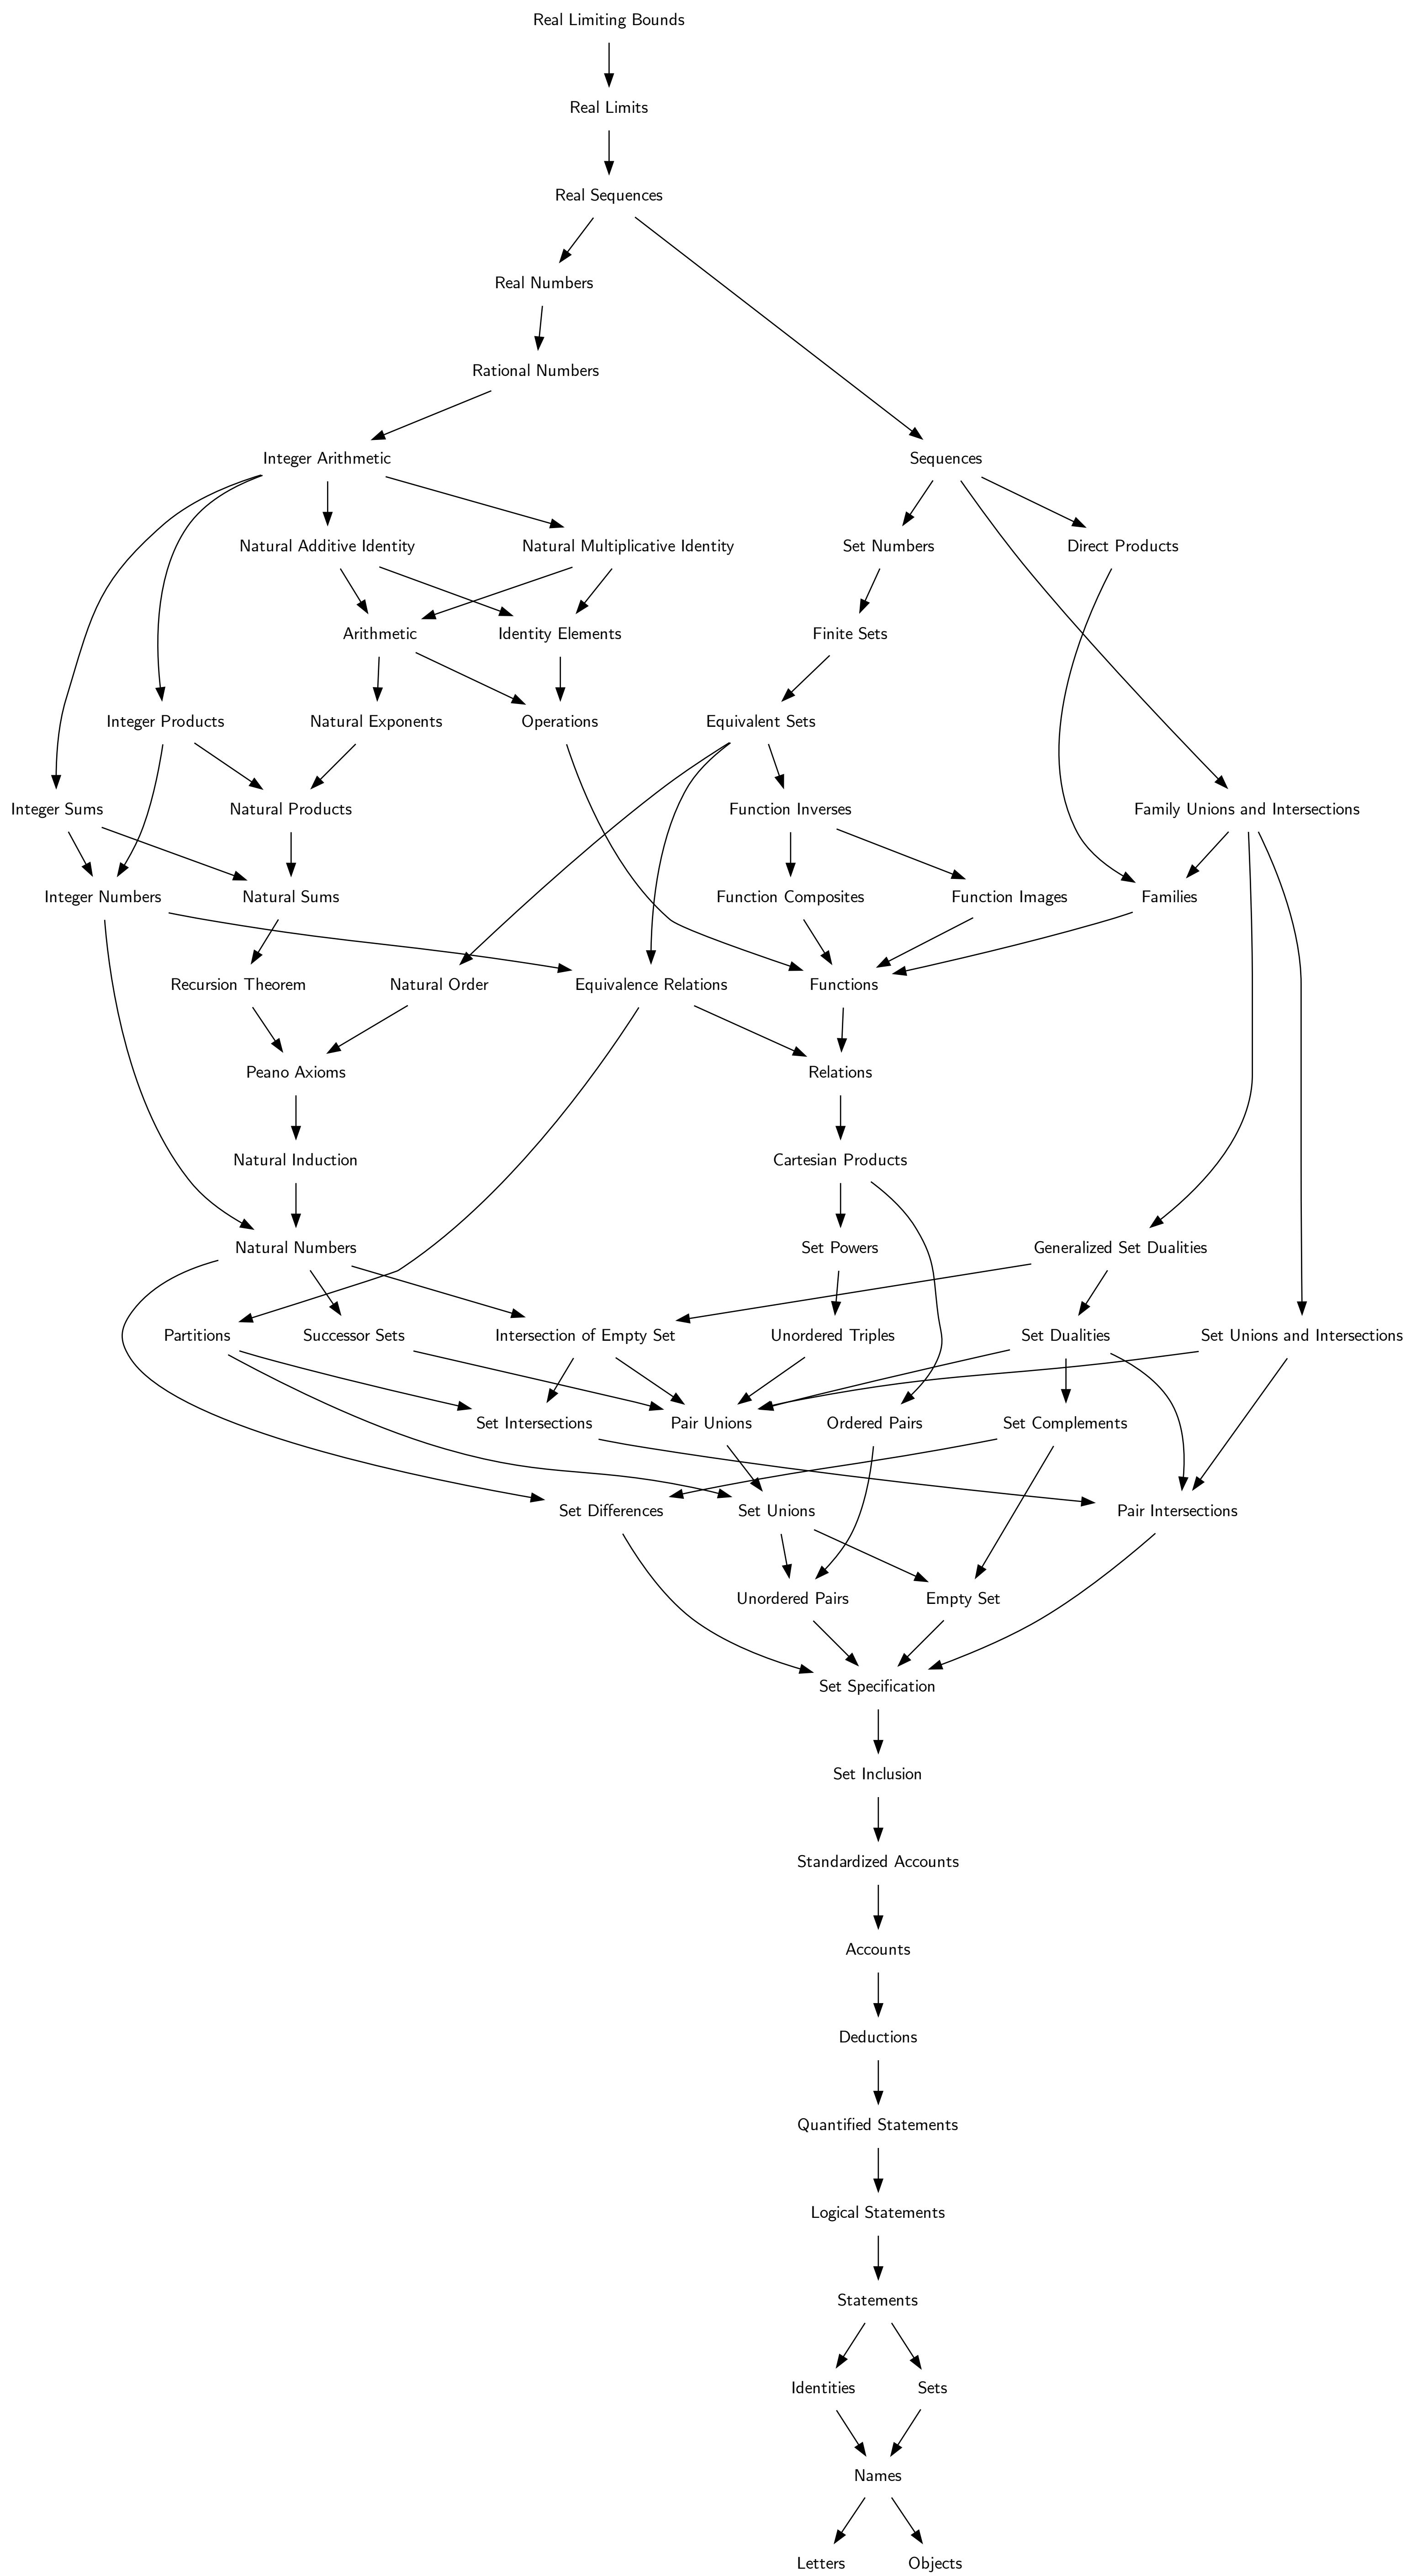 Real Limiting Bounds
Real Limits
Real Sequences
Real Numbers
Rational Numbers
Integer Arithmetic
Sequences
Natural Additive Identity
Natural Multiplicative Identity
Set Numbers
Direct Products
Arithmetic
Identity Elements
Finite Sets
Integer Products
Natural Exponents
Operations
Equivalent Sets
Integer Sums
Natural Products
Function Inverses
Family Unions and Intersections
Integer Numbers
Natural Sums
Function Composites
Function Images
Families
Recursion Theorem
Natural Order
Equivalence Relations
Functions
Peano Axioms
Relations
Natural Induction
Cartesian Products
Natural Numbers
Set Powers
Generalized Set Dualities
Partitions
Successor Sets
Intersection of Empty Set
Unordered Triples
Set Dualities
Set Unions and Intersections
Set Intersections
Pair Unions
Ordered Pairs
Set Complements
Set Differences
Set Unions
Pair Intersections
Unordered Pairs
Empty Set
Set Specification
Set Inclusion
Standardized Accounts
Accounts
Deductions
Quantified Statements
Logical Statements
Statements
Identities
Sets
Names
Letters
Objects